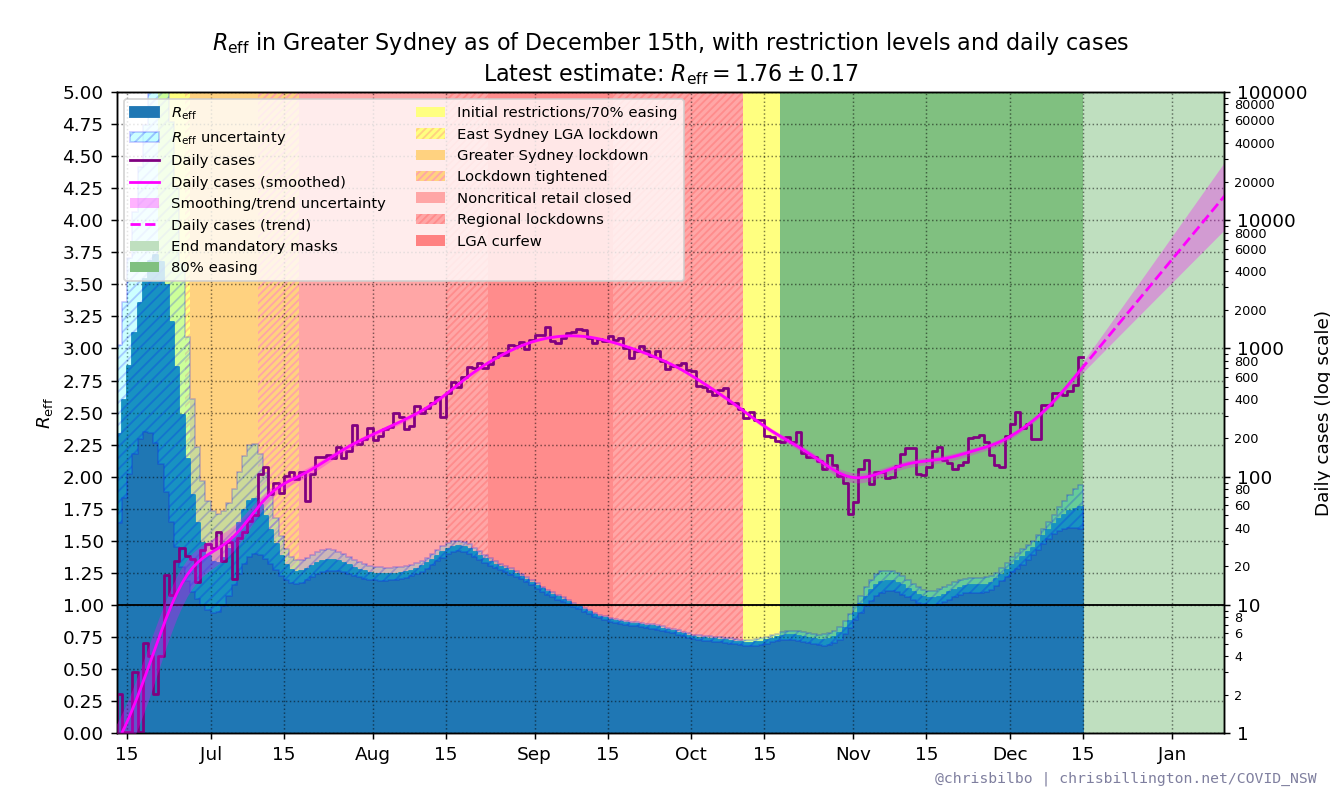 R_eff in Greater Sydney as of December 15th, with restriction levels and daily cases
Latest estimate: R_eff = 1.76 ± 0.17
R_eff
R_eff uncertainty
Daily cases
Daily cases (smoothed)
Smoothing/trend uncertainty
Daily cases (trend)
End mandatory masks
80% easing
Initial restrictions/70% easing
East Sydney LGA lockdown
Greater Sydney lockdown
Lockdown tightened
Noncritical retail closed
Regional lockdowns
LGA curfew
R_eff
5.00
4.75
4.50
4.25
4.00
3.75
3.50
3.25
3.00
2.75
2.50
2.25
2.00
1.75
1.50
1.25
1.00
0.75
0.50
0.25
0.00
100000
80000
60000
40000
20000
10000
8000
6000
4000
2000
1000
800
600
400
200
100
80
60
40
20
10
8
6
4
2
1
Daily cases (log scale)
15 Jul 15 Aug 15 Sep 15 Oct 15 Nov 15 Dec 15 Jan
@chrisbilbo | chrisbillington.net/COVID_NSW